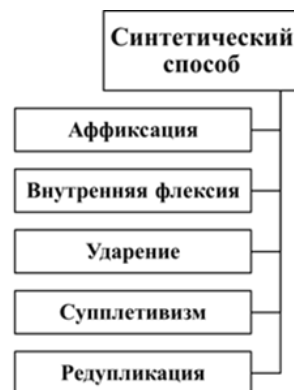 Синтетический
способ
Аффиксация
Внутренняя флексия
Ударение
Супплетивизм
Редупликация